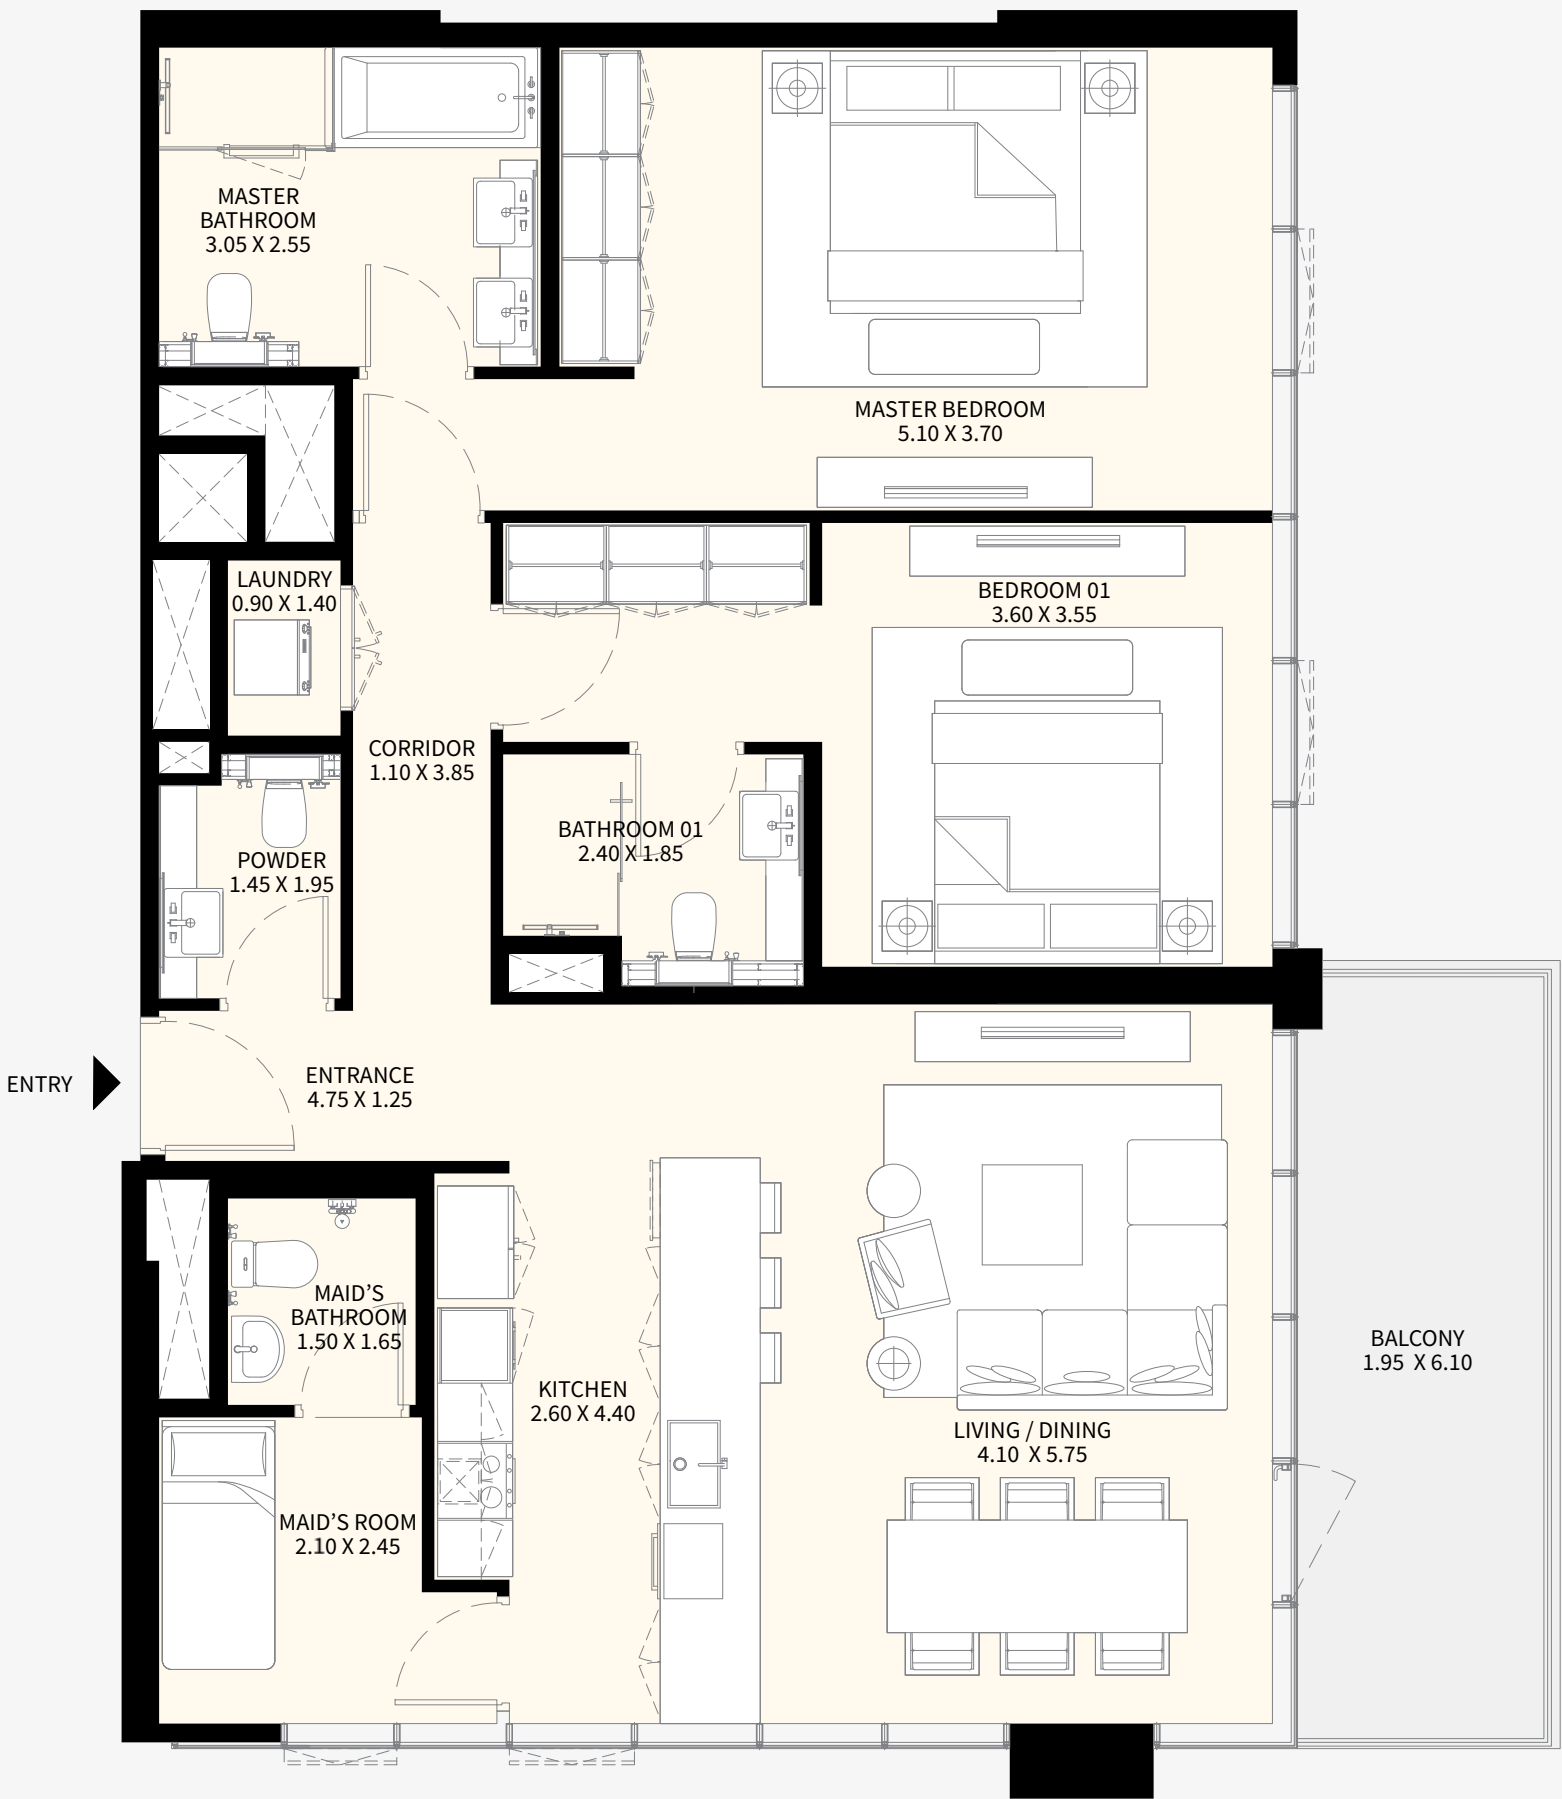 MASTER
BATHROOM
3.05 X 2.55
MASTER BEDROOM
5.10 X 3.70
LAUNDRY
0.90 X 1.40
BEDROOM 01
3.60 X 3.55
CORRIDOR
1.10 X 3.85
BATHROOM 01
2.40 X 1.85
POWDER
1.45 X 1.95
ENTRY
ENTRANCE
4.75 X 1.25
MAID’S
BATHROOM
1.50 X 1.65
KITCHEN
2.60 X 4.40
BALCONY
1.95 X 6.10
LIVING / DINING
4.10 X 5.75
MAID’S ROOM
2.10 X 2.45